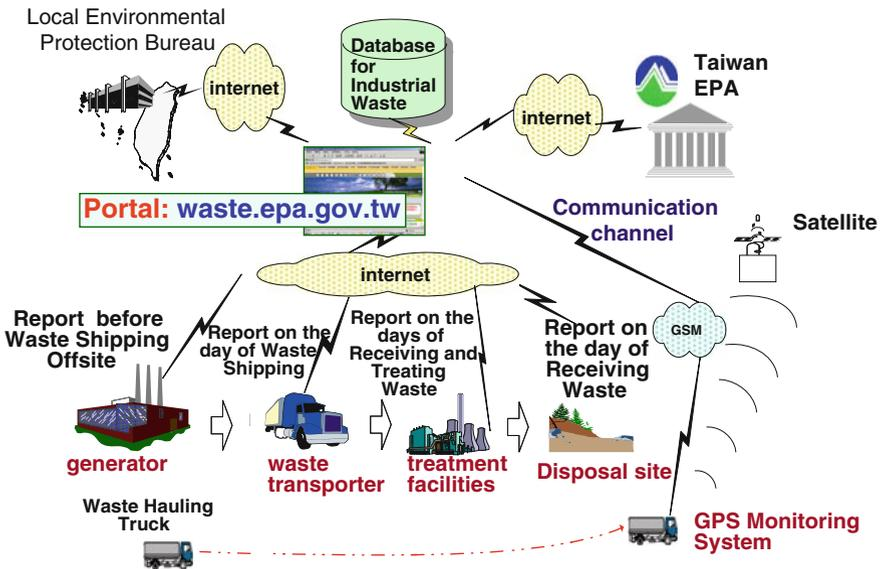 Local Environmental
Protection Bureau
internet
Database
for
Industrial
Waste
internet
Taiwan
EPA
Portal: waste.epa.gov.tw
Communication
channel
Satellite
internet
GSM
Report before
Waste Shipping
Offsite
Report on the
day of Waste
Shipping
Report on the
days of
Receiving and
Treating
Waste
Report on
the day of
Receiving
Waste
generator
waste
transporter
treatment
facilities
Disposal site
Waste Hauling
Truck
GPS Monitoring
System